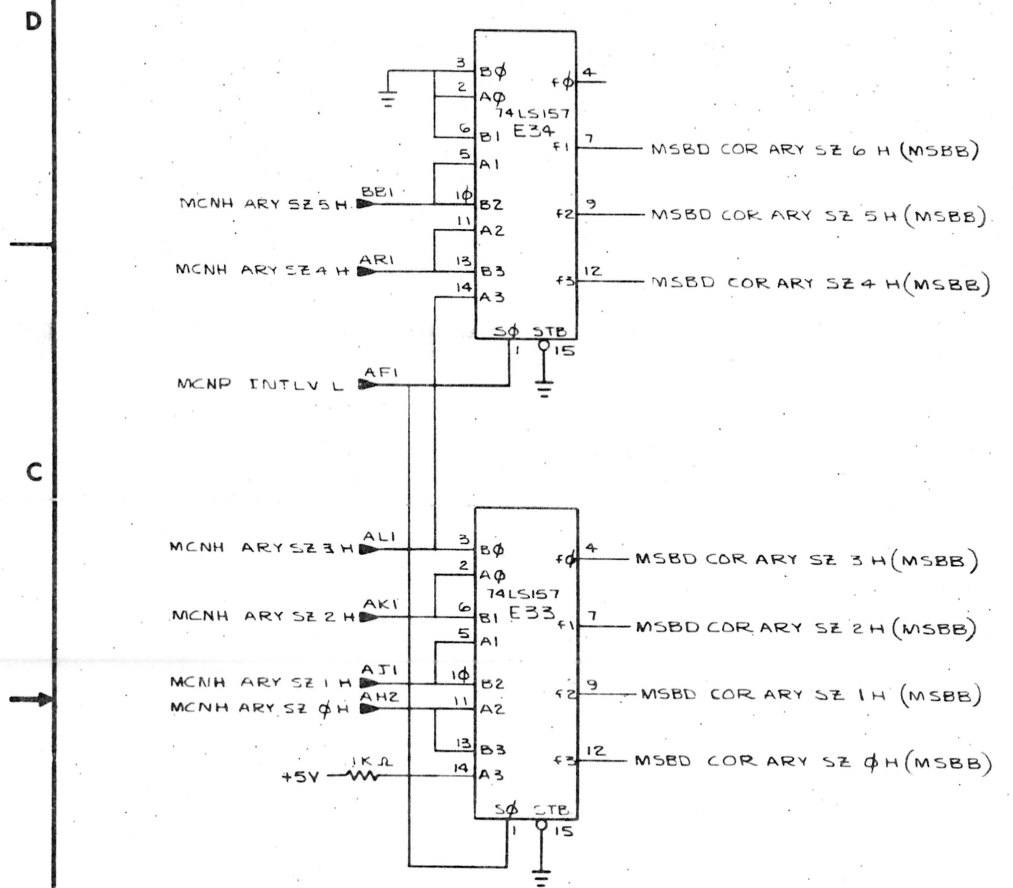 D
3 BØ
fØ 4
2 AØ
74LS157
E34
6 B1
f1 7 MSBD COR ARY SZ 6 H (MSBB)
5 A1
MCNH ARY SZ 5 H BB1 10 B2
f2 9 MSBD COR ARY SZ 5 H (MSBB)
11 A2
MCNH ARY SZ 4 H AR1 13 B3
f3 12 MSBD COR ARY SZ 4 H (MSBB)
14 A3
SØ STB
1 15
MCNP INTLV L AF1
C
MCNH ARY SZ 3 H AL1 3 BØ
fØ 4 MSBD COR ARY SZ 3 H (MSBB)
2 AØ
74LS157
E33
MCNH ARY SZ 2 H AK1 6 B1
f1 7 MSBD COR ARY SZ 2 H (MSBB)
5 A1
MCNH ARY SZ 1 H AJ1 1Ø B2
f2 9 MSBD COR ARY SZ 1 H (MSBB)
MCNH ARY SZ Ø H AH2 11 A2
13 B3
f3 12 MSBD COR ARY SZ Ø H (MSBB)
+5V 1K Ω 14 A3
SØ STB
1 15